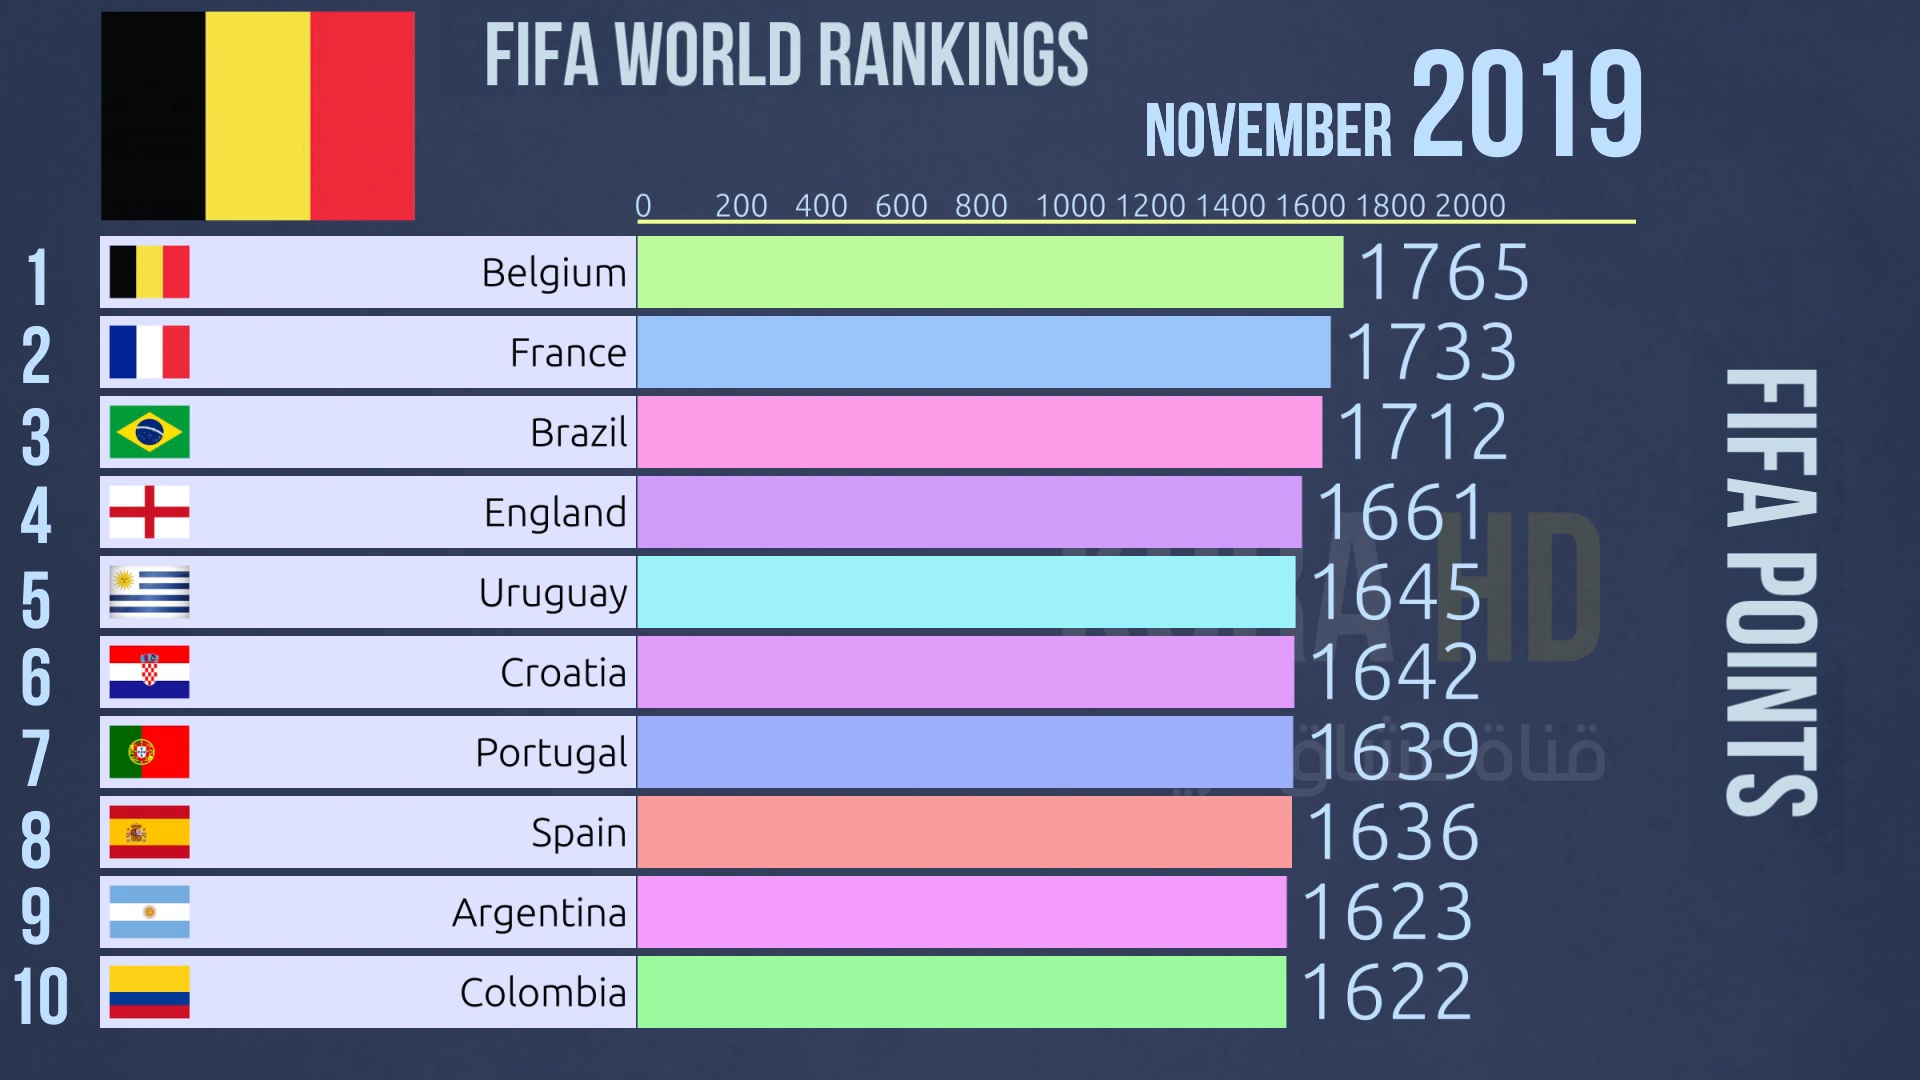 FIFA WORLD RANKINGS
NOVEMBER 2019
0 200 400 600 800 1000 1200 1400 1600 1800 2000
1 Belgium 1765
2 France 1733
3 Brazil 1712
4 England 1661
5 Uruguay 1645
6 Croatia 1642
7 Portugal 1639
8 Spain 1636
9 Argentina 1623
10 Colombia 1622
FIFA POINTS
HD
قناة